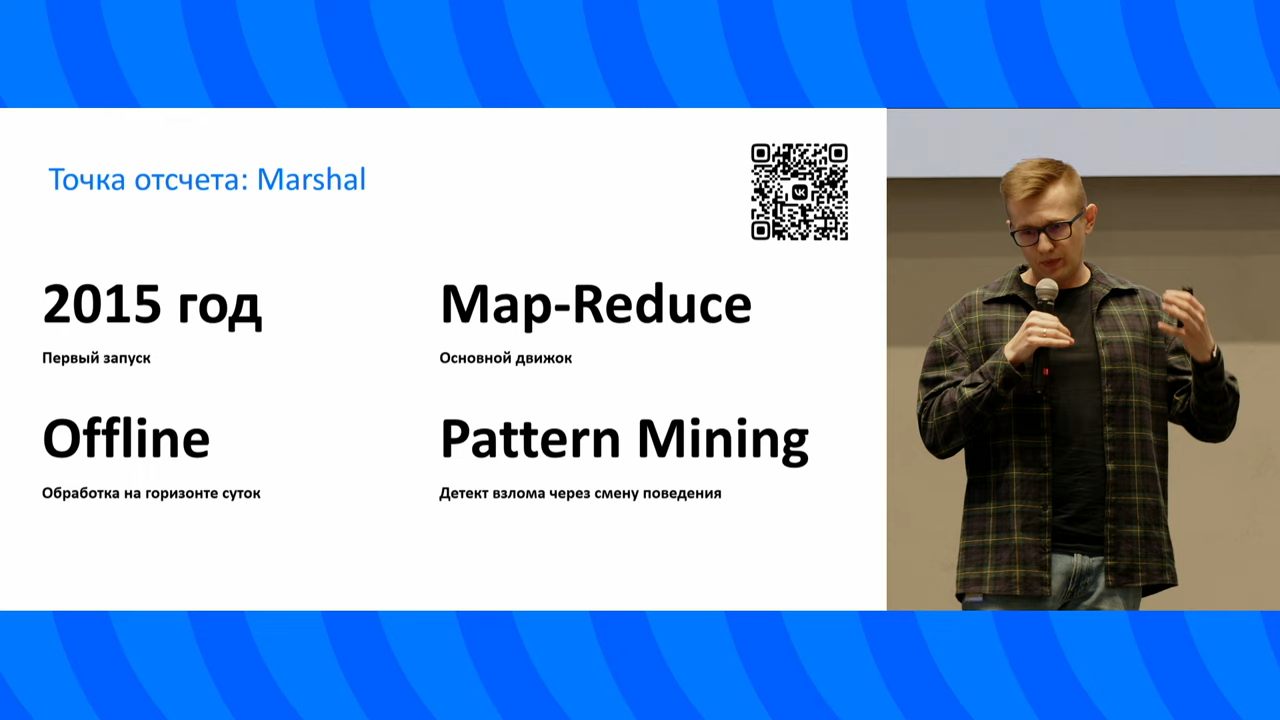 Точка отсчета: Marshal
VK
2015 год
Первый запуск
Map-Reduce
Основной движок
Offline
Обработка на горизонте суток
Pattern Mining
Детект взлома через смену поведения